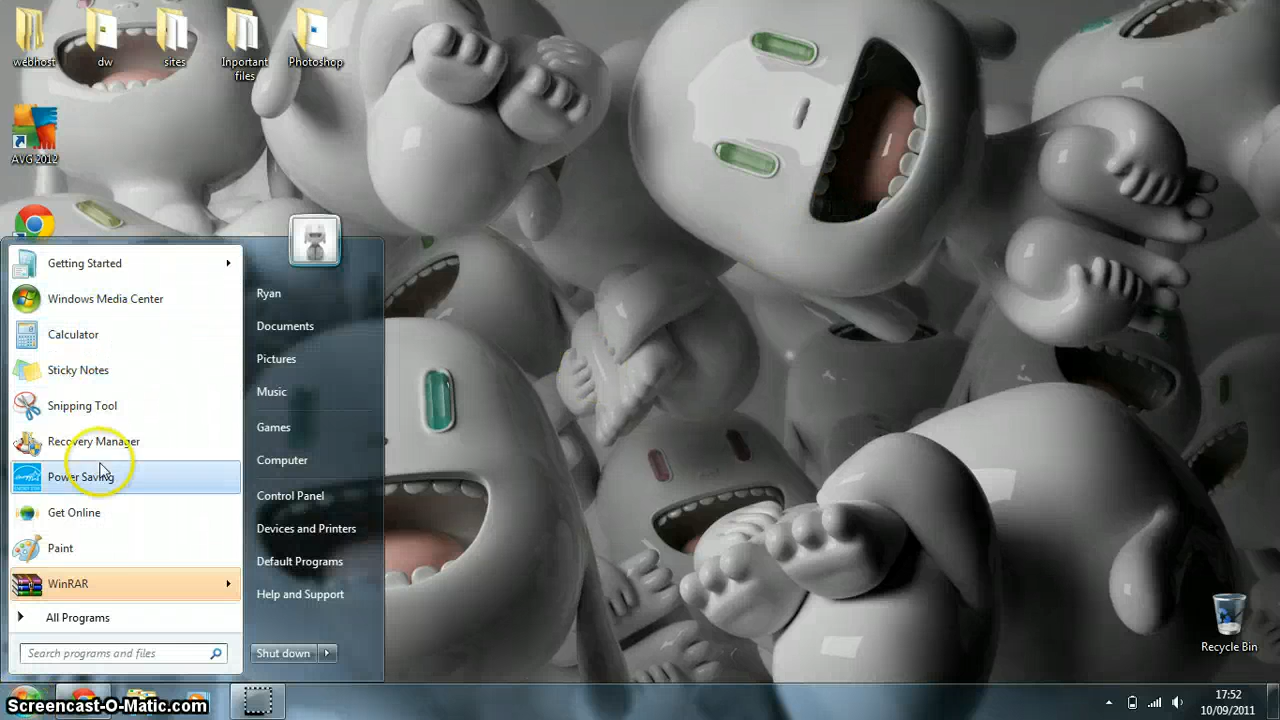 webhost
dw
sites
Inportant
files
Photoshop
AVG 2012
Getting Started
Windows Media Center
Calculator
Sticky Notes
Snipping Tool
Recovery Manager
Power Saving
Get Online
Paint
WinRAR
All Programs
Search programs and files
Ryan
Documents
Pictures
Music
Games
Computer
Control Panel
Devices and Printers
Default Programs
Help and Support
Shut down
Recycle Bin
17:52
10/09/2011
Screencast-O-Matic.com